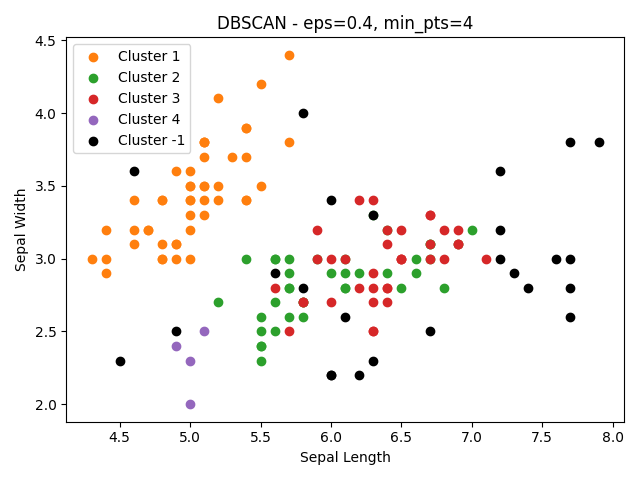 DBSCAN - eps=0.4, min_pts=4
Cluster 1
Cluster 2
Cluster 3
Cluster 4
Cluster -1
Sepal Width
4.5
4.0
3.5
3.0
2.5
2.0
4.5 5.0 5.5 6.0 6.5 7.0 7.5 8.0
Sepal Length